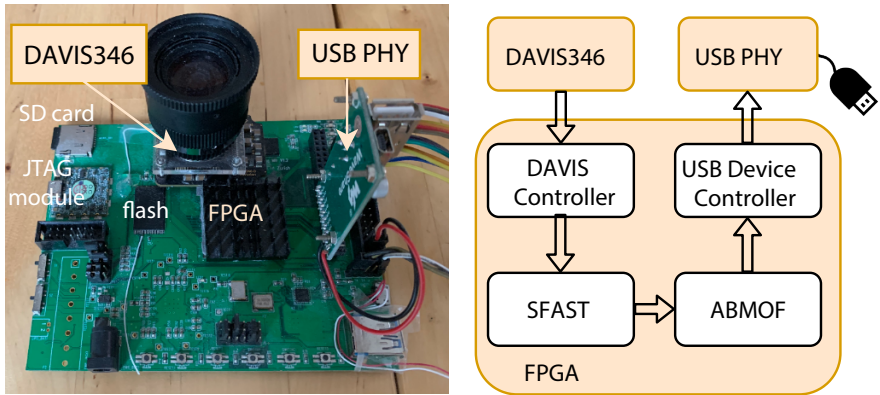 DAVIS346
USB PHY
SD card
JTAG
module
flash
FPGA
DAVIS346
USB PHY
DAVIS
Controller
USB Device
Controller
SFAST
ABMOF
FPGA